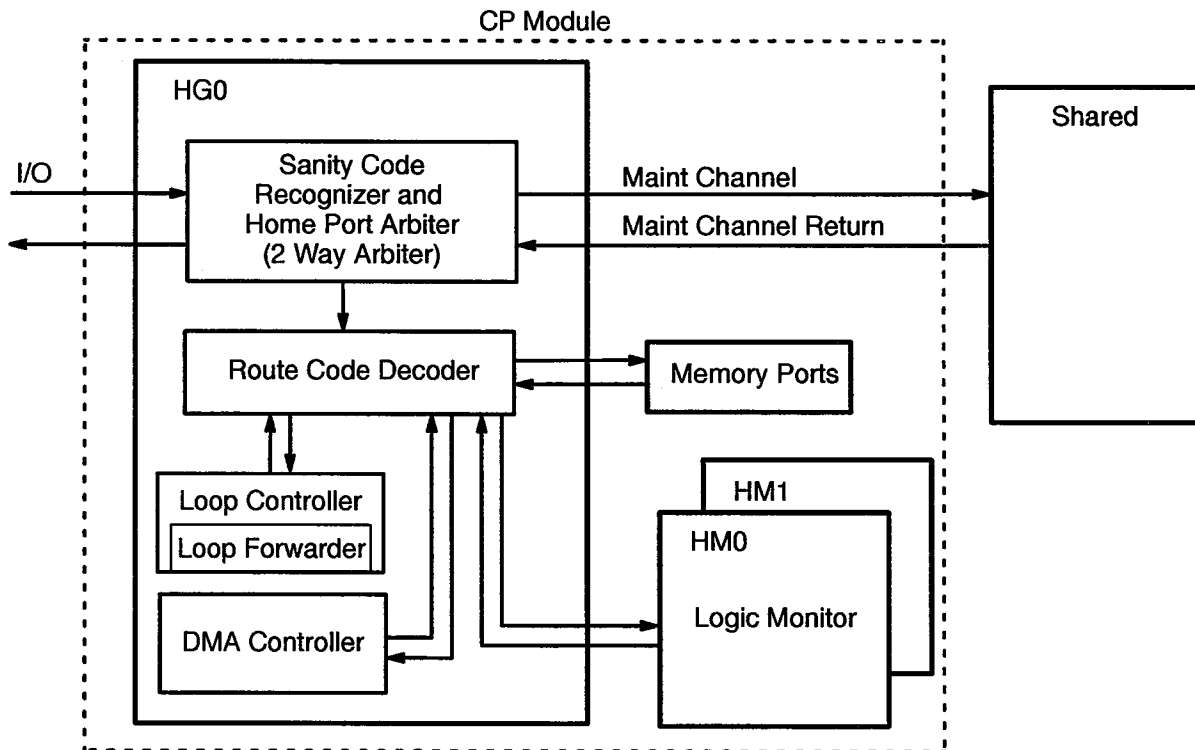 CP Module
HG0
Shared
I/O
Sanity Code
Recognizer and
Home Port Arbiter
(2 Way Arbiter)
Maint Channel
Maint Channel Return
Route Code Decoder
Memory Ports
Loop Controller
Loop Forwarder
HM1
HM0
Logic Monitor
DMA Controller